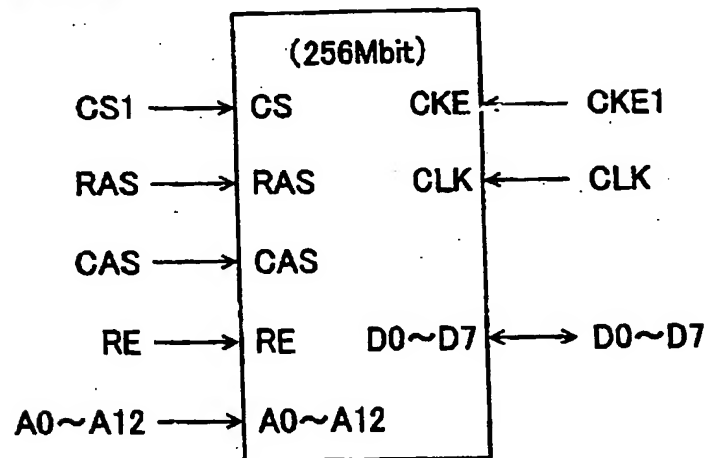 (256Mbit)
CS1 CS CKE CKE1
RAS RAS CLK CLK
CAS CAS
RE RE D0~D7 D0~D7
A0~A12 A0~A12